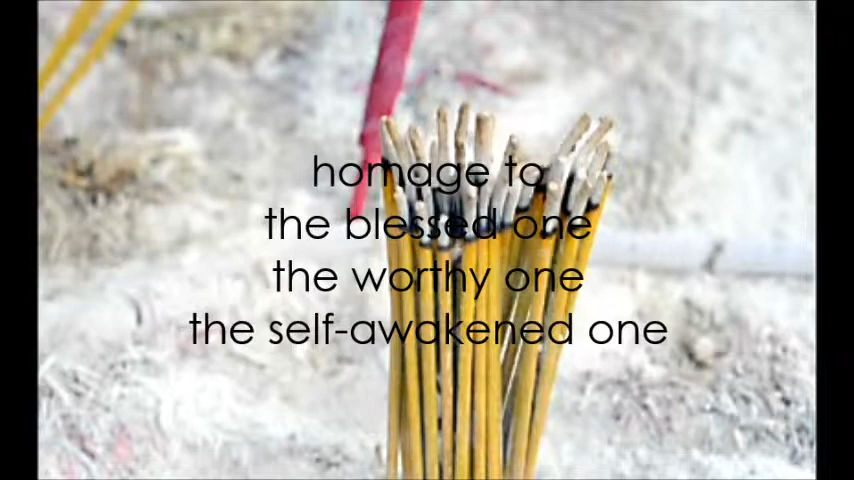 homage to
the blessed one
the worthy one
the self-awakened one